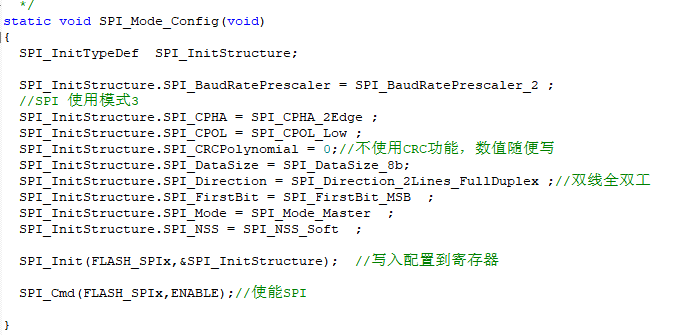 */
static void SPI_Mode_Config(void)
{
SPI_InitTypeDef  SPI_InitStructure;
SPI_InitStructure.SPI_BaudRatePrescaler = SPI_BaudRatePrescaler_2 ;
//SPI 使用模式3
SPI_InitStructure.SPI_CPHA = SPI_CPHA_2Edge ;
SPI_InitStructure.SPI_CPOL = SPI_CPOL_Low ;
SPI_InitStructure.SPI_CRCPolynomial = 0;//不使用CRC功能，数值随便写
SPI_InitStructure.SPI_DataSize = SPI_DataSize_8b;
SPI_InitStructure.SPI_Direction = SPI_Direction_2Lines_FullDuplex ;//双线全双工
SPI_InitStructure.SPI_FirstBit = SPI_FirstBit_MSB  ;
SPI_InitStructure.SPI_Mode = SPI_Mode_Master  ;
SPI_InitStructure.SPI_NSS = SPI_NSS_Soft  ;
SPI_Init(FLASH_SPIx,&SPI_InitStructure);  //写入配置到寄存器
SPI_Cmd(FLASH_SPIx,ENABLE);//使能SPI
}